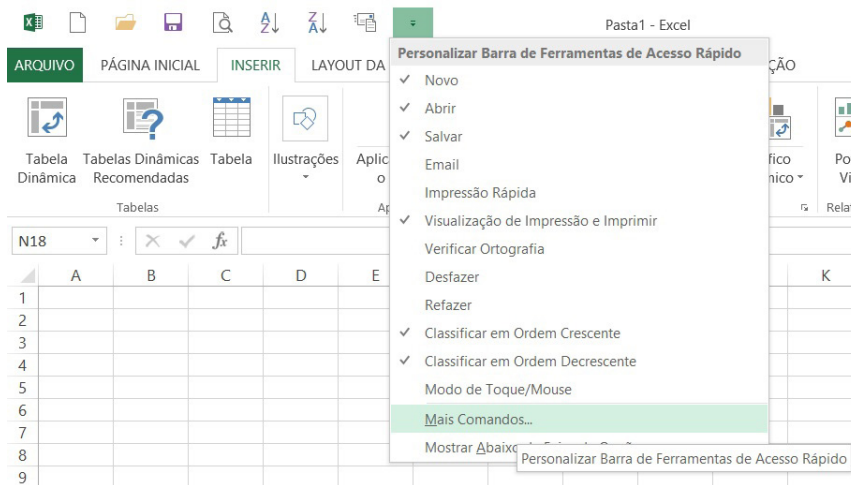 Pasta1 - Excel
ARQUIVO PÁGINA INICIAL INSERIR LAYOUT DA ÇÃO
Personalizar Barra de Ferramentas de Acesso Rápido
Novo
Abrir
Salvar
Email
Impressão Rápida
Visualização de Impressão e Imprimir
Verificar Ortografia
Desfazer
Refazer
Classificar em Ordem Crescente
Classificar em Ordem Decrescente
Modo de Toque/Mouse
Mais Comandos...
Mostrar Abaixo
Personalizar Barra de Ferramentas de Acesso Rápido
Tabela Dinâmica
Tabelas Dinâmicas Recomendadas
Tabela
Ilustrações
Tabelas
N18
fx
A B C D E K
1
2
3
4
5
6
7
8
9